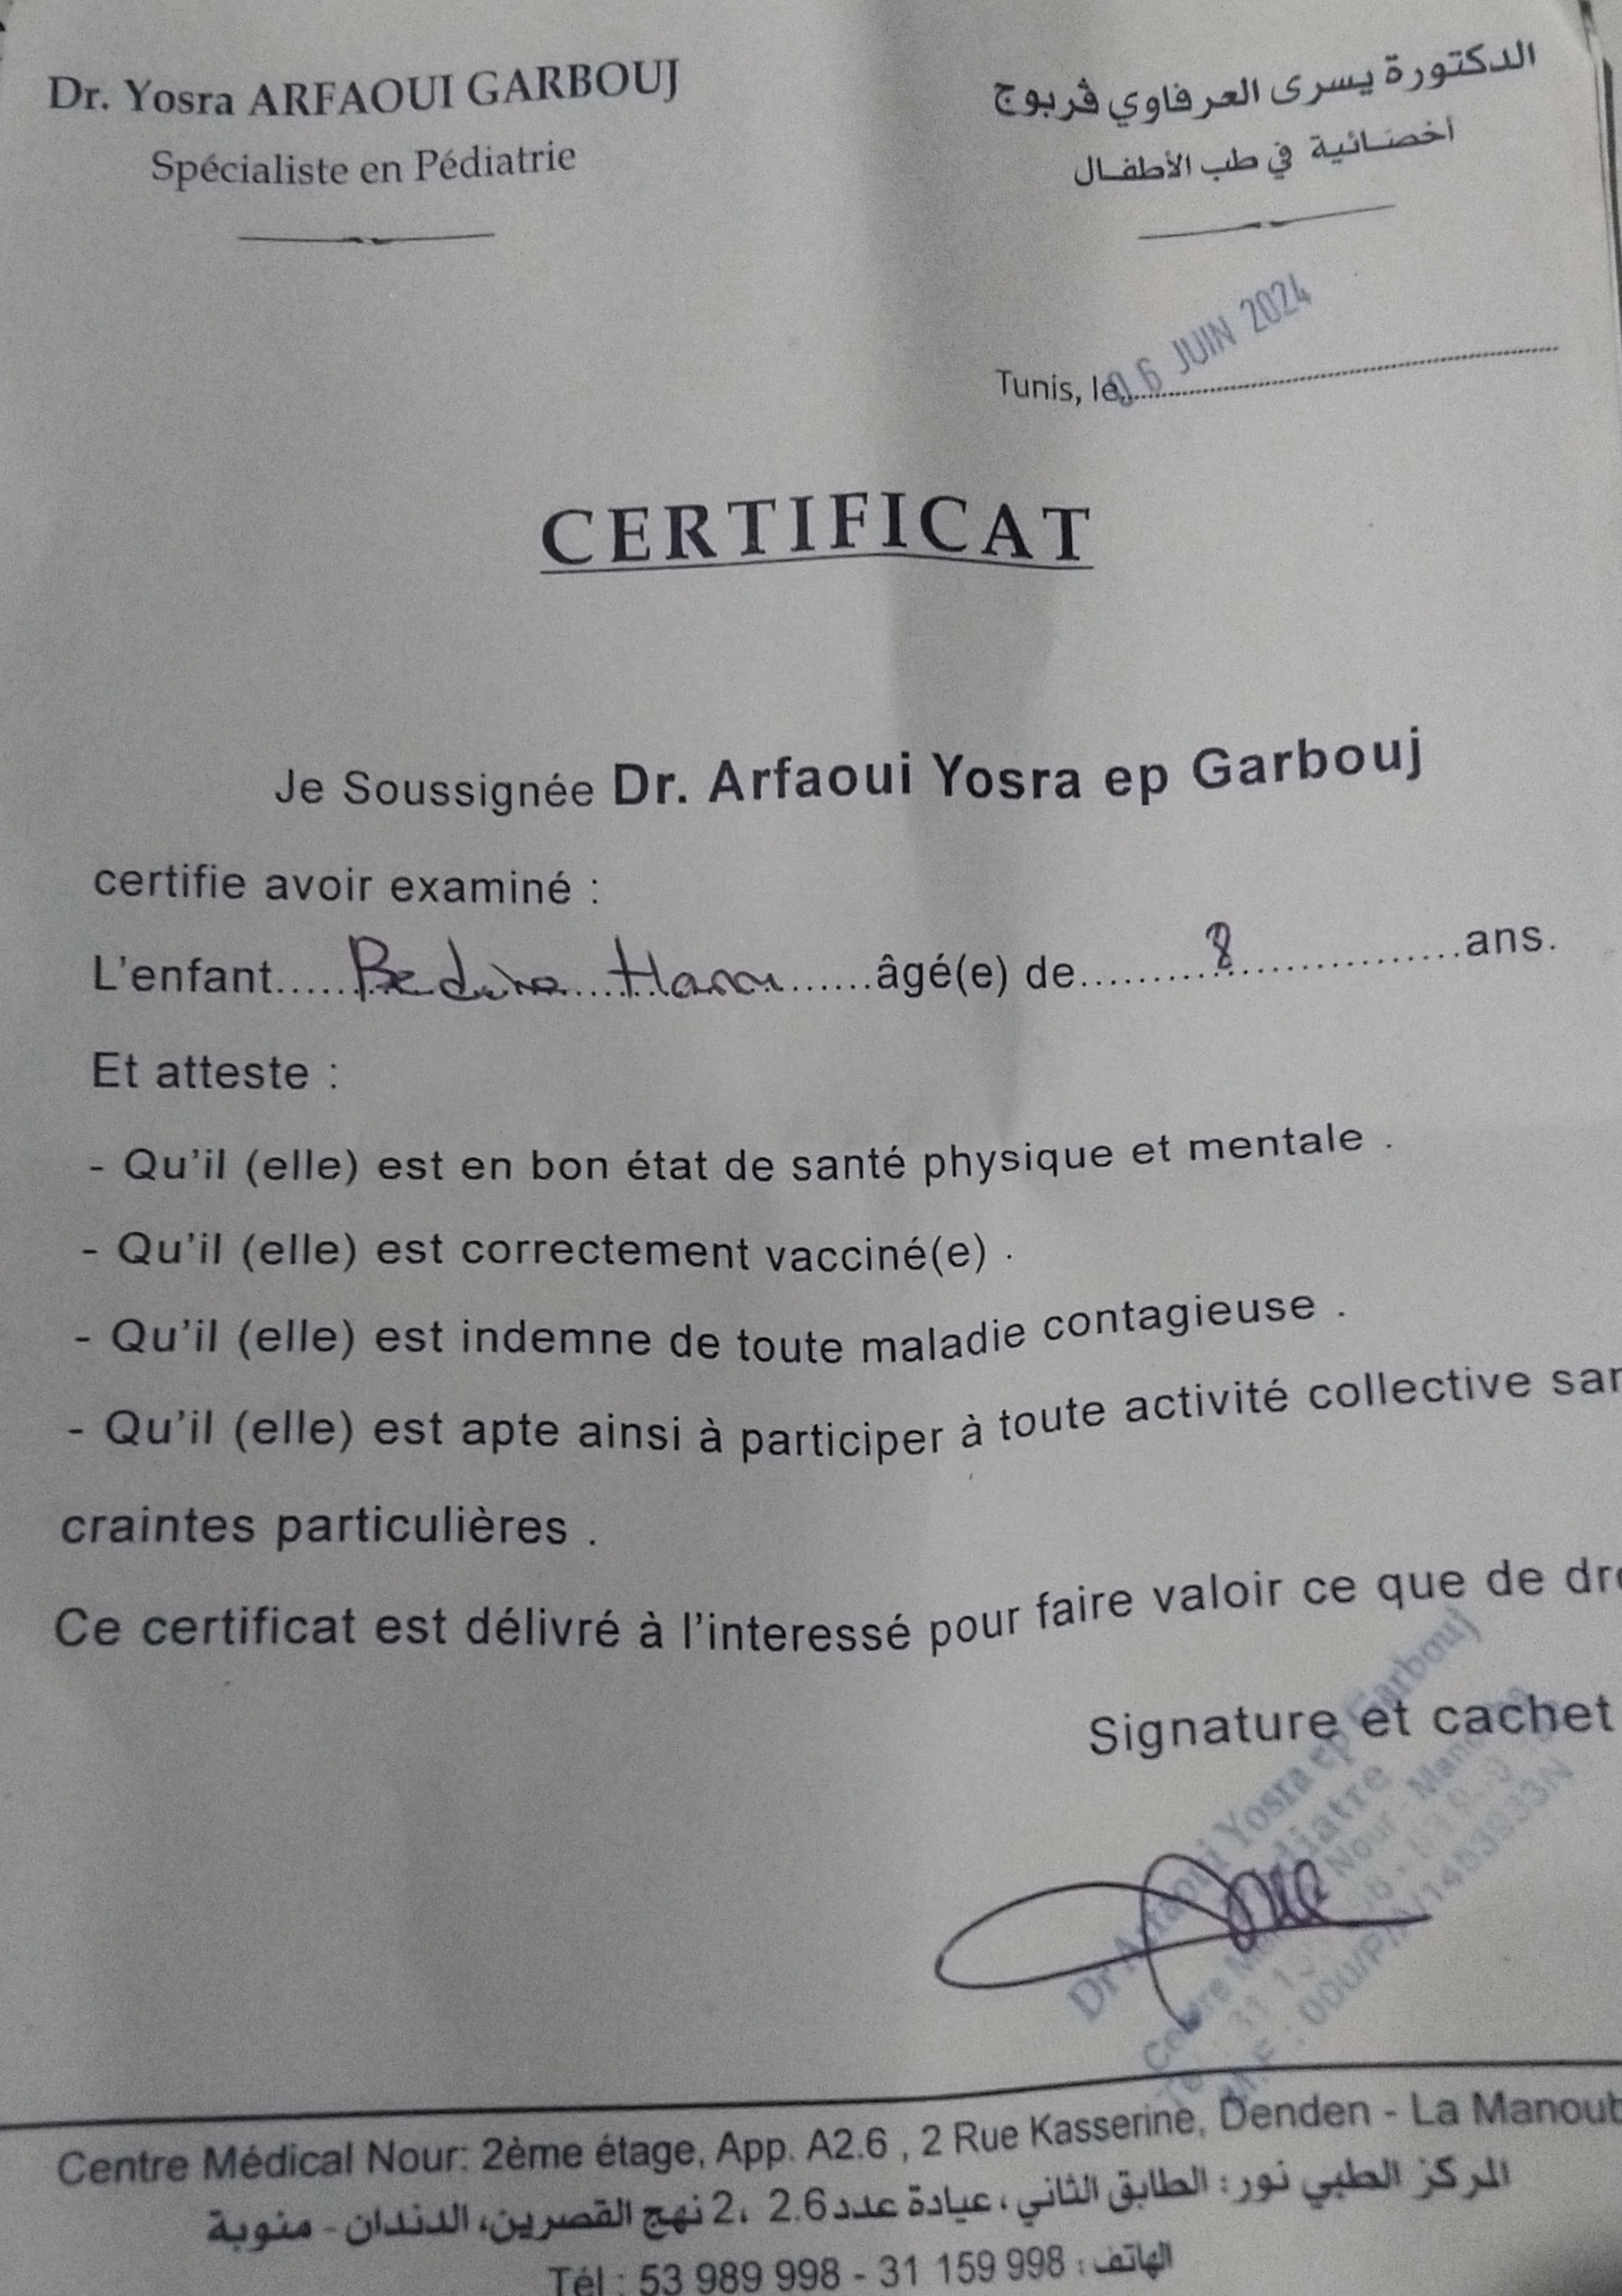 Dr. Yosra ARFAOUI GARBOUJ
Spécialiste en Pédiatrie
الدكتورة يسرى العرفاوي ڤربوج
أخصائية في طب الأطفال
Tunis, le 06 JUIN 2024
CERTIFICAT
Je Soussignée Dr. Arfaoui Yosra ep Garbouj
certifie avoir examiné :
L'enfant..... ......âgé(e) de.......8.......ans.
Et atteste :
- Qu'il (elle) est en bon état de santé physique et mentale .
- Qu'il (elle) est correctement vacciné(e) .
- Qu'il (elle) est indemne de toute maladie contagieuse .
- Qu'il (elle) est apte ainsi à participer à toute activité collective
craintes particulières .
Ce certificat est délivré à l'interessé pour faire valoir ce que de
Signature et cachet
Dr Arfaoui Yosra ep Garbouj
Centre Médical Nour: 2ème étage, App. A2.6 , 2 Rue Kasserine, Denden - La Manoub
المركز الطبي نور : الطابق الثاني، عيادة عدد 2.6 ،2 نهج القصرين، الدندان - منوبة
Tél : 53 989 998 - 31 159 998 : الهاتف